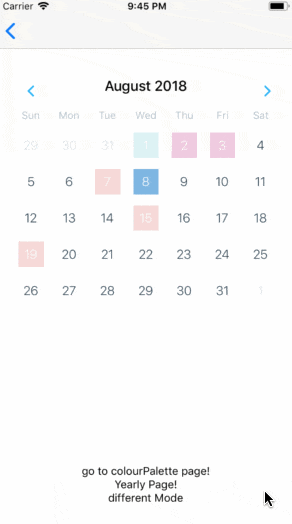 Carrier 9:45 PM
August 2018
Sun Mon Tue Wed Thu Fri Sat
29 30 31 1 2 3 4
5 6 7 8 9 10 11
12 13 14 15 16 17 18
19 20 21 22 23 24 25
26 27 28 29 30 31 1
go to colourPalette page!
Yearly Page!
different Mode